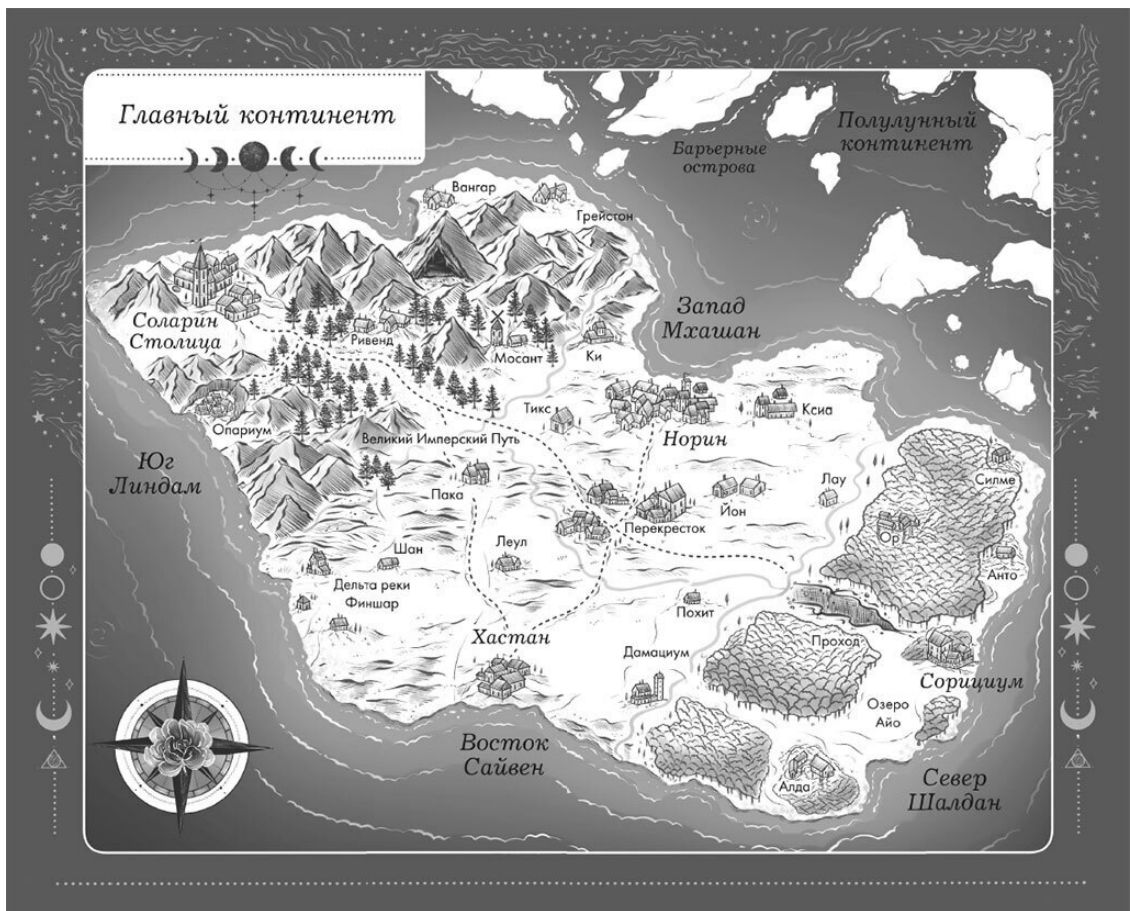 Главный континент
Полулунный
континент
Барьерные
острова
Вангар
Грейстон
Запад
Мхашан
Соларин
Столица
Ривенд
Мосант
Ки
Тикс
Ксиа
Норин
Опариум
Великий Имперский Путь
Юг
Линдам
Пака
Йон
Лау
Силме
Перекресток
Ор
Анто
Шан
Леул
Дельта реки
Финшар
Похит
Хастан
Проход
Дамациум
Сорициум
Озеро
Айо
Восток
Сайвен
Алда
Север
Шалдан